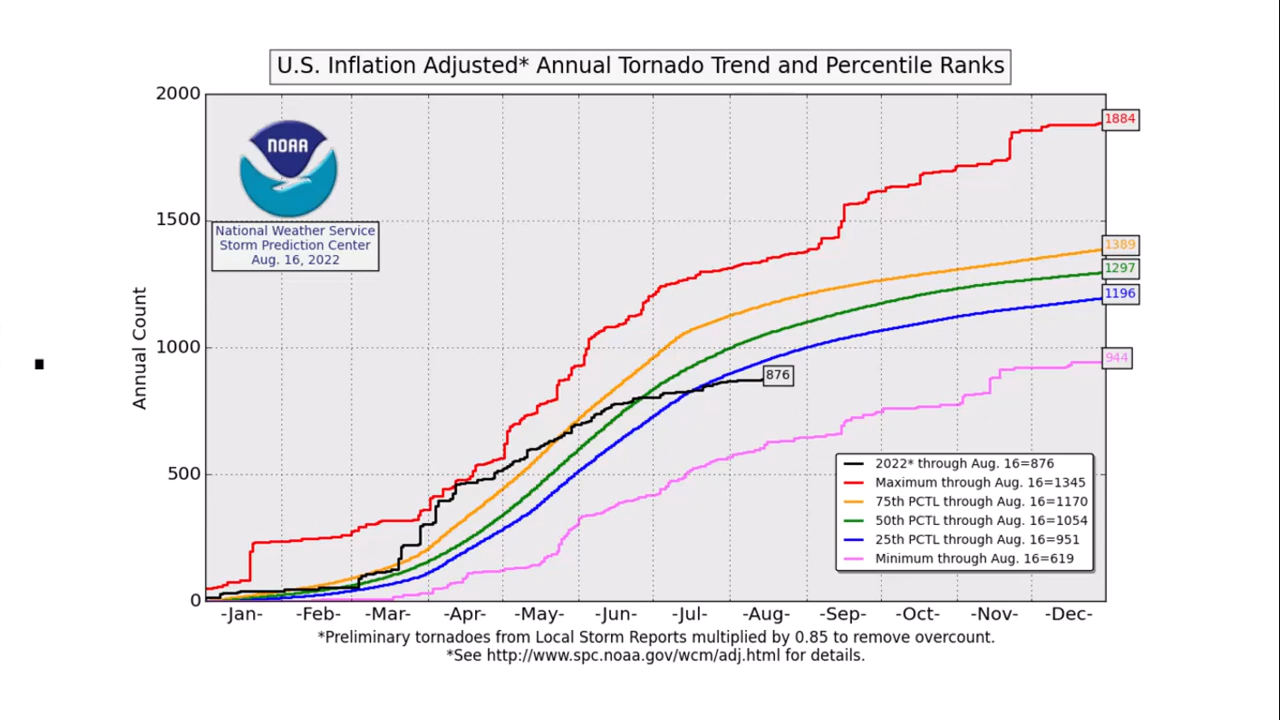 U.S. Inflation Adjusted* Annual Tornado Trend and Percentile Ranks
2000
1500
1000
500
0
Annual Count
NOAA
National Weather Service
Storm Prediction Center
Aug. 16, 2022
1884
1389
1297
1196
944
876
2022* through Aug. 16=876
Maximum through Aug. 16=1345
75th PCTL through Aug. 16=1170
50th PCTL through Aug. 16=1054
25th PCTL through Aug. 16=951
Minimum through Aug. 16=619
-Jan- -Feb- -Mar- -Apr- -May- -Jun- -Jul- -Aug- -Sep- -Oct- -Nov- -Dec-
*Preliminary tornadoes from Local Storm Reports multiplied by 0.85 to remove overcount.
*See http://www.spc.noaa.gov/wcm/adj.html for details.
.